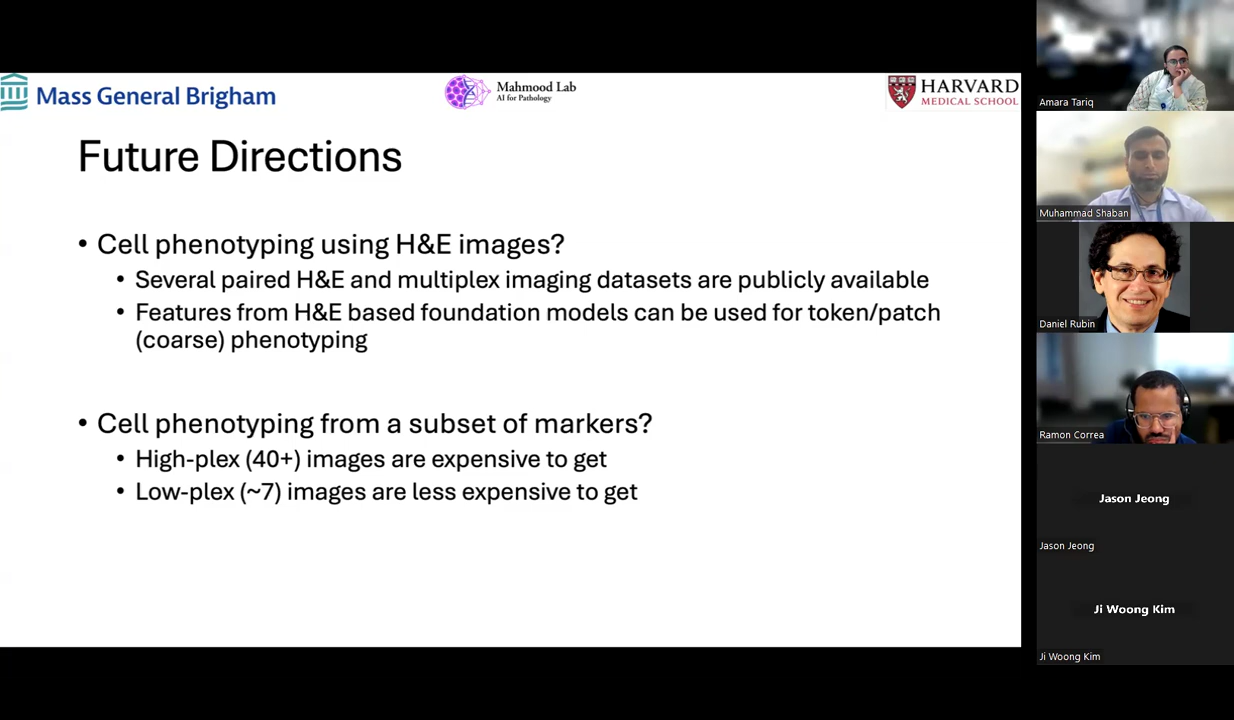 Mass General Brigham
Mahmood Lab
AI for Pathology
HARVARD
MEDICAL SCHOOL
Future Directions
• Cell phenotyping using H&E images?
• Several paired H&E and multiplex imaging datasets are publicly available
• Features from H&E based foundation models can be used for token/patch
(coarse) phenotyping
• Cell phenotyping from a subset of markers?
• High-plex (40+) images are expensive to get
• Low-plex (~7) images are less expensive to get
Amara Tariq
Muhammad Shaban
Daniel Rubin
Ramon Correa
Jason Jeong
Jason Jeong
Ji Woong Kim
Ji Woong Kim